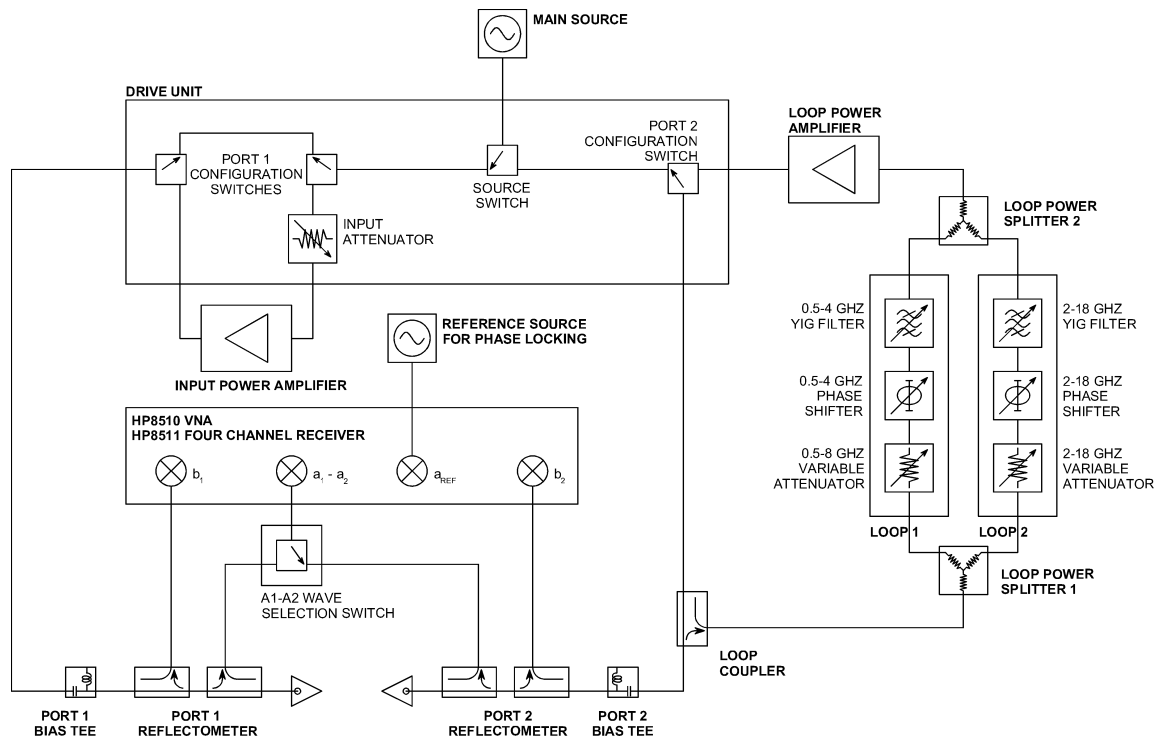 MAIN SOURCE
DRIVE UNIT
PORT 1
CONFIGURATION
SWITCHES
SOURCE
SWITCH
PORT 2
CONFIGURATION
SWITCH
LOOP POWER
AMPLIFIER
INPUT
ATTENUATOR
LOOP POWER
SPLITTER 2
INPUT POWER AMPLIFIER
REFERENCE SOURCE
FOR PHASE LOCKING
0.5-4 GHZ
YIG FILTER
2-18 GHZ
YIG FILTER
0.5-4 GHZ
PHASE
SHIFTER
2-18 GHZ
PHASE
SHIFTER
0.5-8 GHZ
VARIABLE
ATTENUATOR
2-18 GHZ
VARIABLE
ATTENUATOR
LOOP 1
LOOP 2
HP8510 VNA
HP8511 FOUR CHANNEL RECEIVER
b1
a1 - a2
aREF
b2
A1-A2 WAVE
SELECTION SWITCH
LOOP POWER
SPLITTER 1
LOOP
COUPLER
PORT 1
BIAS TEE
PORT 1
REFLECTOMETER
PORT 2
REFLECTOMETER
PORT 2
BIAS TEE